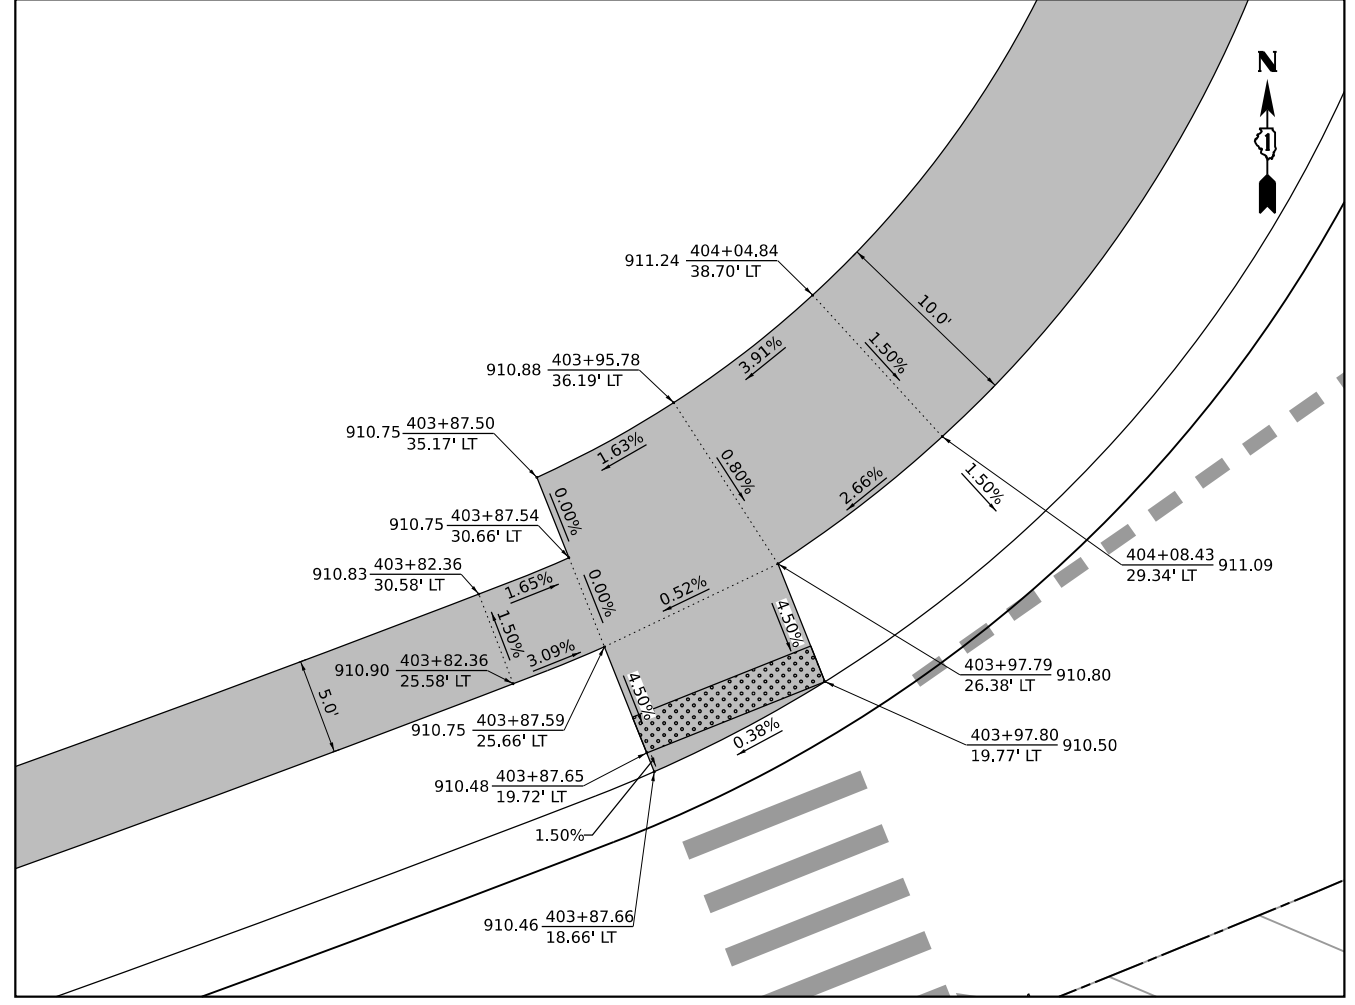 N
1
911.24 404+04.84
38.70' LT
10.0'
1.50%
3.91%
910.88 403+95.78
36.19' LT
910.75 403+87.50
35.17' LT
1.63%
0.80%
2.66%
1.50%
0.00%
910.75 403+87.54
30.66' LT
404+08.43 911.09
29.34' LT
910.83 403+82.36
30.58' LT
1.65%
0.00%
0.52%
1.50%
4.50%
3.09%
910.90 403+82.36
25.58' LT
403+97.79 910.80
26.38' LT
5.0'
4.50%
910.75 403+87.59
25.66' LT
0.38%
403+97.80 910.50
19.77' LT
910.48 403+87.65
19.72' LT
1.50%
910.46 403+87.66
18.66' LT